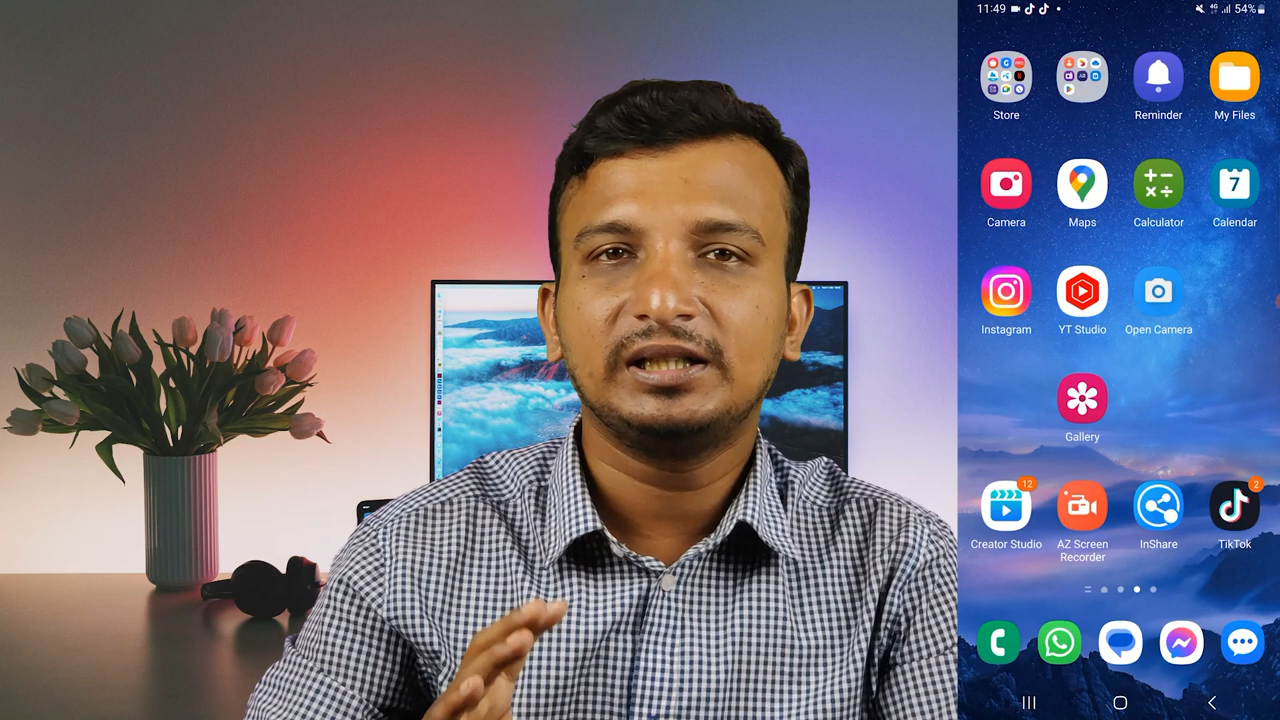 11:49
4G
54%
Store
Reminder
My Files
Camera
Maps
Calculator
7
Calendar
Instagram
YT Studio
Open Camera
Gallery
12
2
Creator Studio
AZ Screen
Recorder
InShare
TikTok